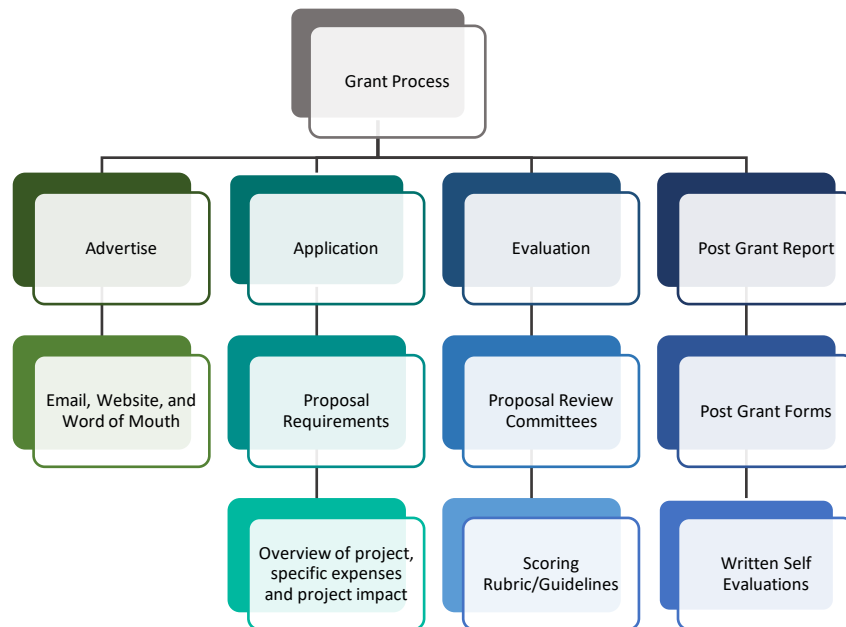 Grant Process
Advertise
Application
Evaluation
Post Grant Report
Email, Website, and
Word of Mouth
Proposal
Requirements
Proposal Review
Committees
Post Grant Forms
Overview of project,
specific expenses
and project impact
Scoring
Rubric/Guidelines
Written Self
Evaluations